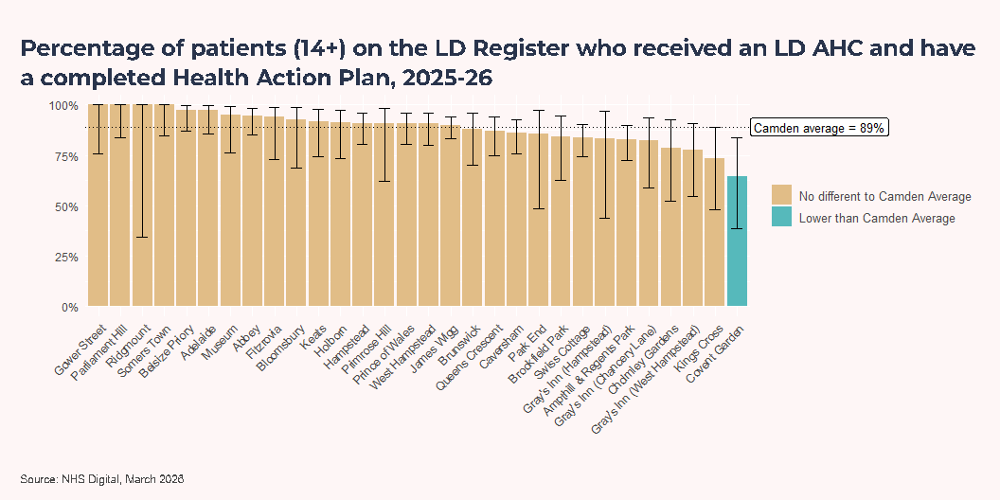 Percentage of patients (14+) on the LD Register who received an LD AHC and have
a completed Health Action Plan, 2025-26
100%
75%
50%
25%
0%
Camden average = 89%
No different to Camden Average
Lower than Camden Average
Gower Street
Parliament Hill
Ridgmount
Somers Town
Belsize Priory
Adelaide
Museum
Abbey
Fitzrovia
Bloomsbury
Keats
Holborn
Hampstead
Primrose Hill
Prince of Wales
West Hampstead
James Wigg
Brunswick
Queens Crescent
Caversham
Park End
Brookfield Park
Swiss Cottage
Gray's Inn (Hampstead)
Ampthill & Regents Park
Gray's Inn (Chancery Lane)
Cholmley Gardens
Gray's Inn (West Hampstead)
Kings Cross
Covent Garden
Source: NHS Digital, March 2026